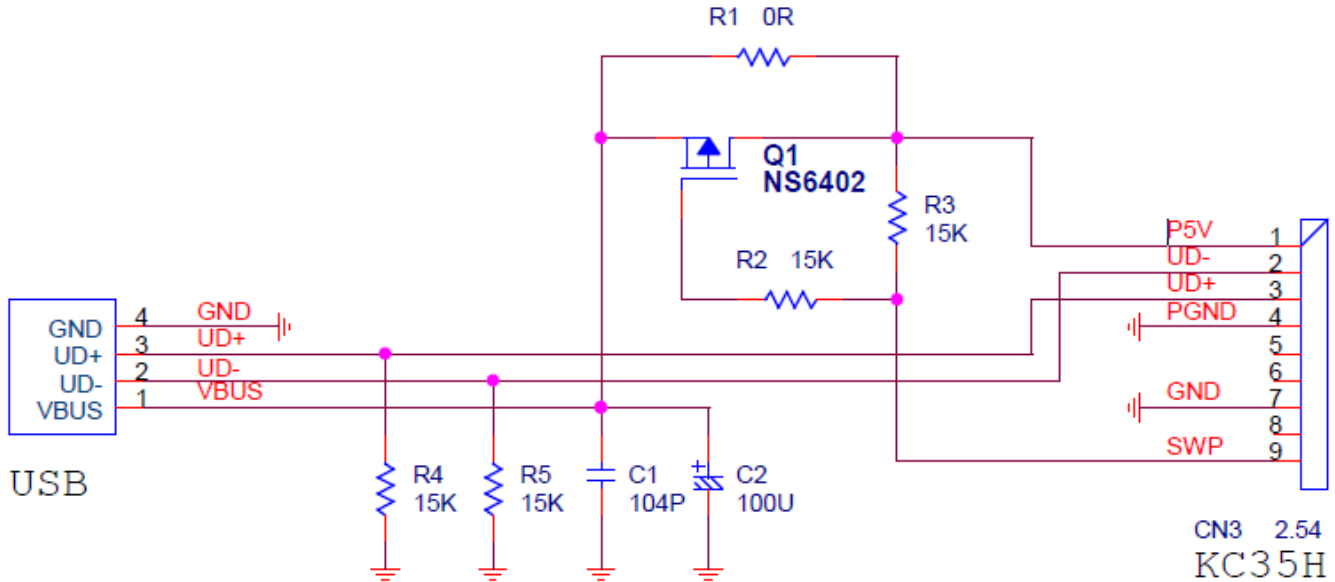 R1 0R
Q1
NS6402
R3
15K
R2 15K
P5V 1
UD- 2
UD+ 3
PGND 4
5
6
GND 7
8
SWP 9
GND 4 GND
UD+ 3 UD+
UD- 2 UD-
VBUS 1 VBUS
USB
R4
15K
R5
15K
C1
104P
+
C2
100U
CN3 2.54
KC35H